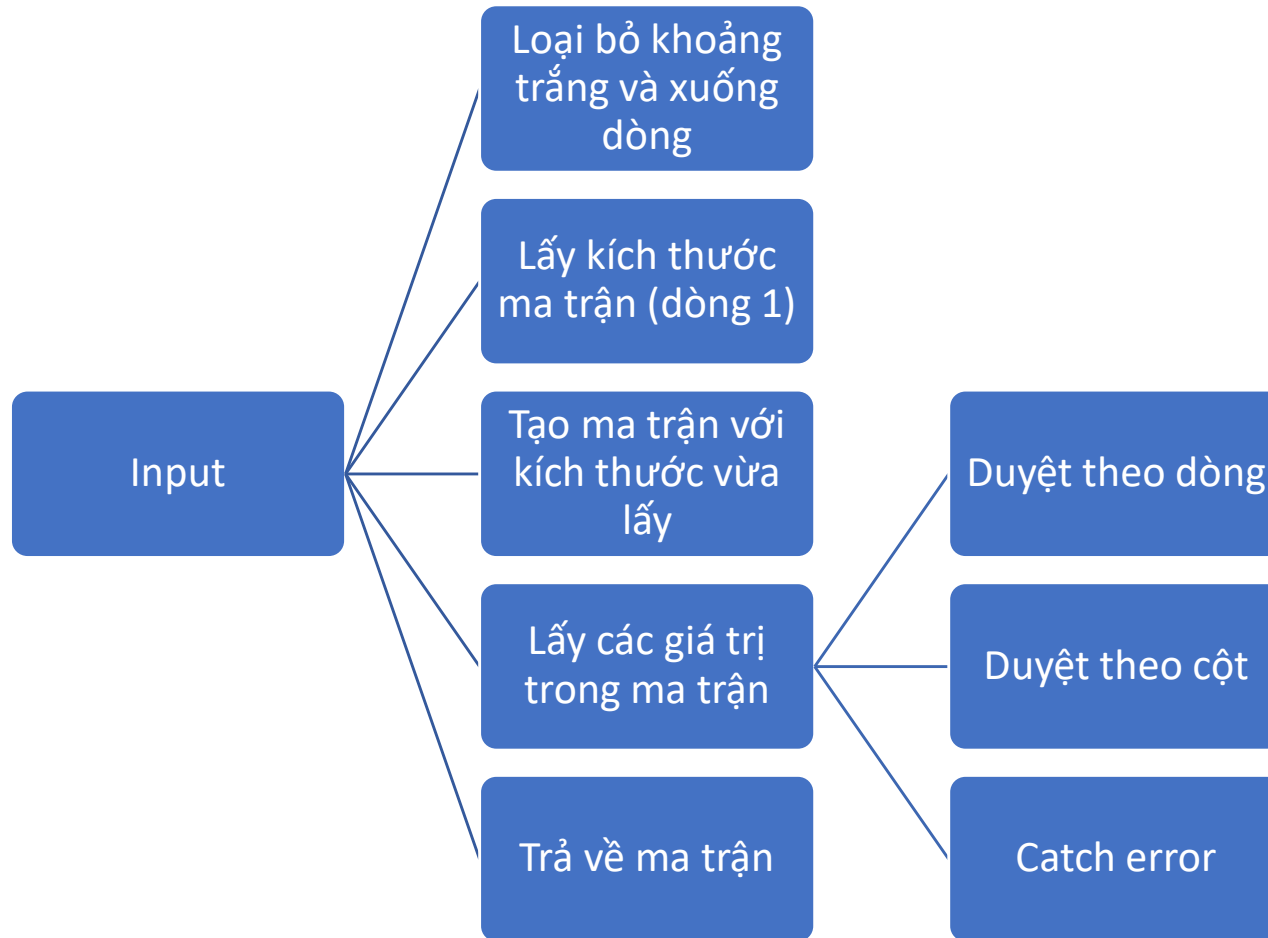 Input
Loại bỏ khoảng
trắng và xuống
dòng
Lấy kích thước
ma trận (dòng 1)
Tạo ma trận với
kích thước vừa
lấy
Lấy các giá trị
trong ma trận
Duyệt theo dòng
Duyệt theo cột
Catch error
Trả về ma trận